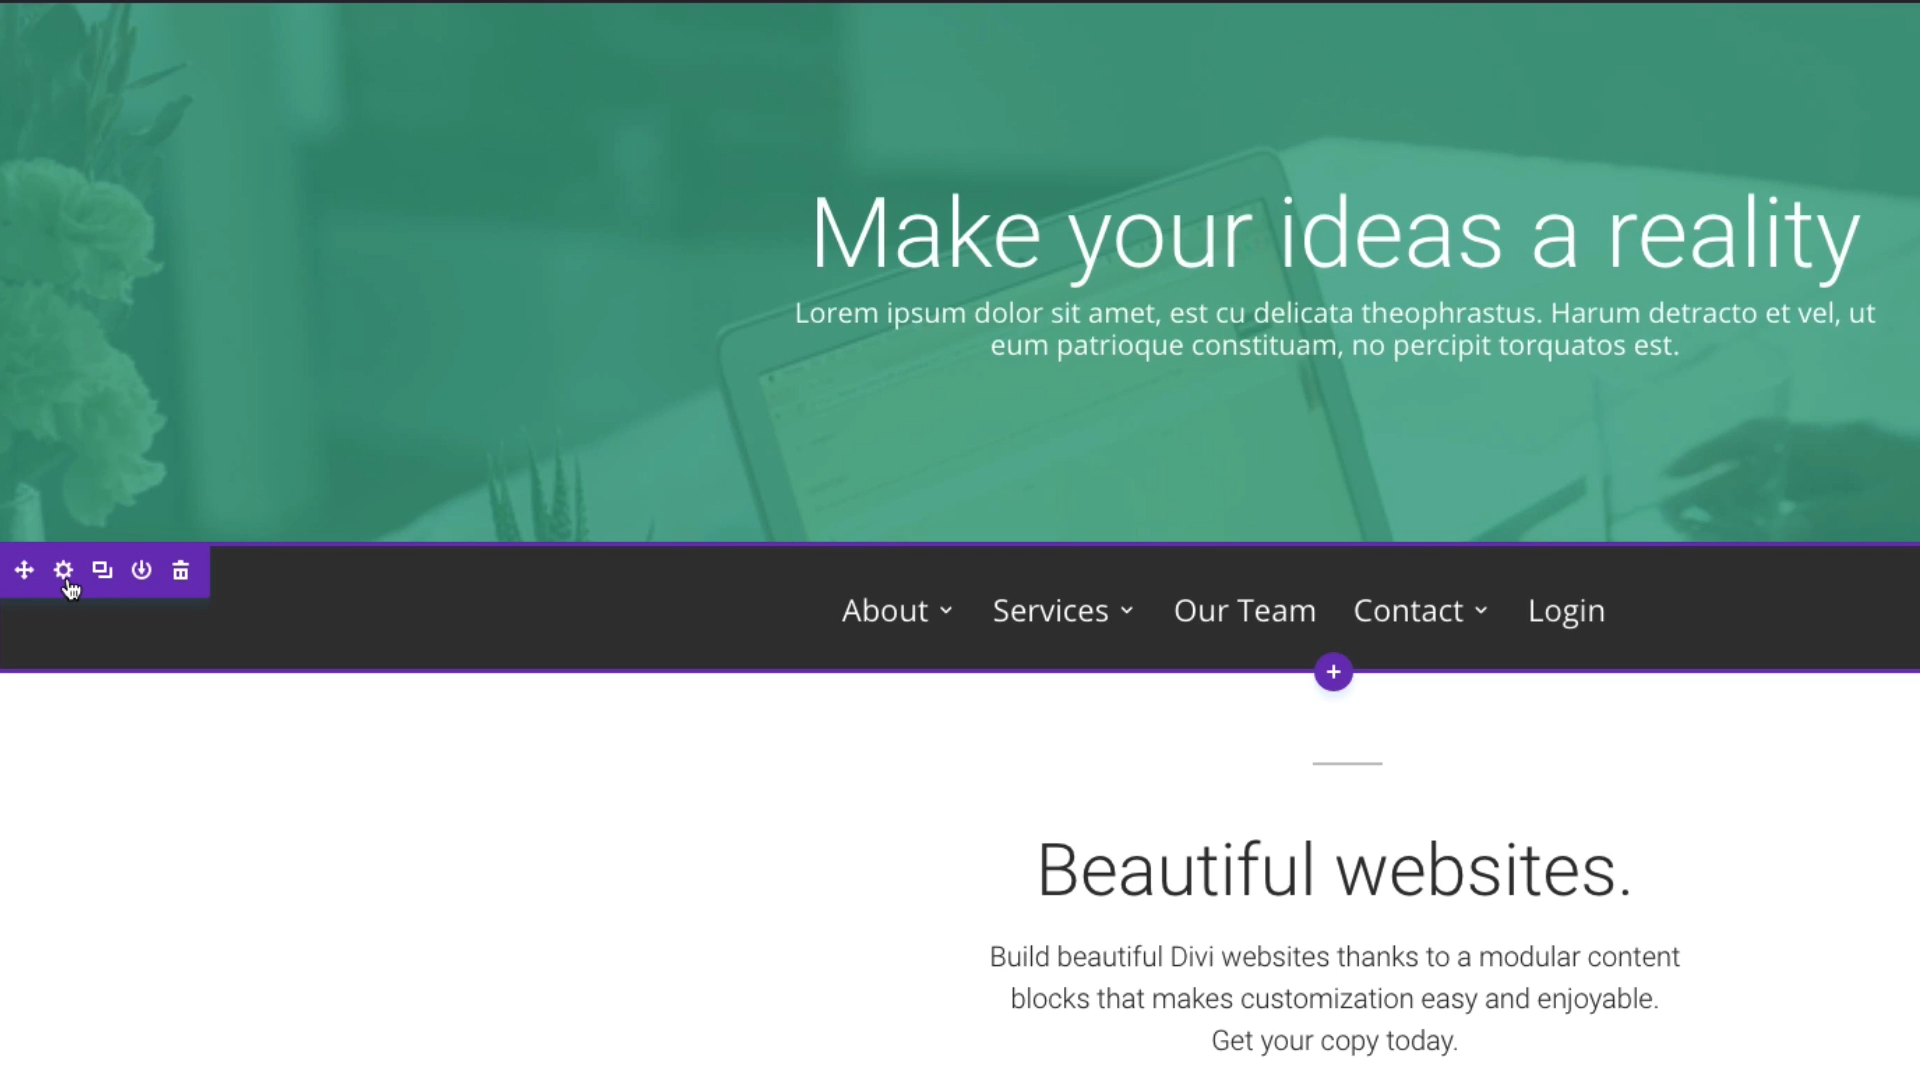 Make your ideas a reality
Lorem ipsum dolor sit amet, est cu delicata theophrastus. Harum detracto et vel, ut
eum patrioque constituam, no percipit torquatos est.
About Services Our Team Contact Login
Beautiful websites.
Build beautiful Divi websites thanks to a modular content
blocks that makes customization easy and enjoyable.
Get your copy today.